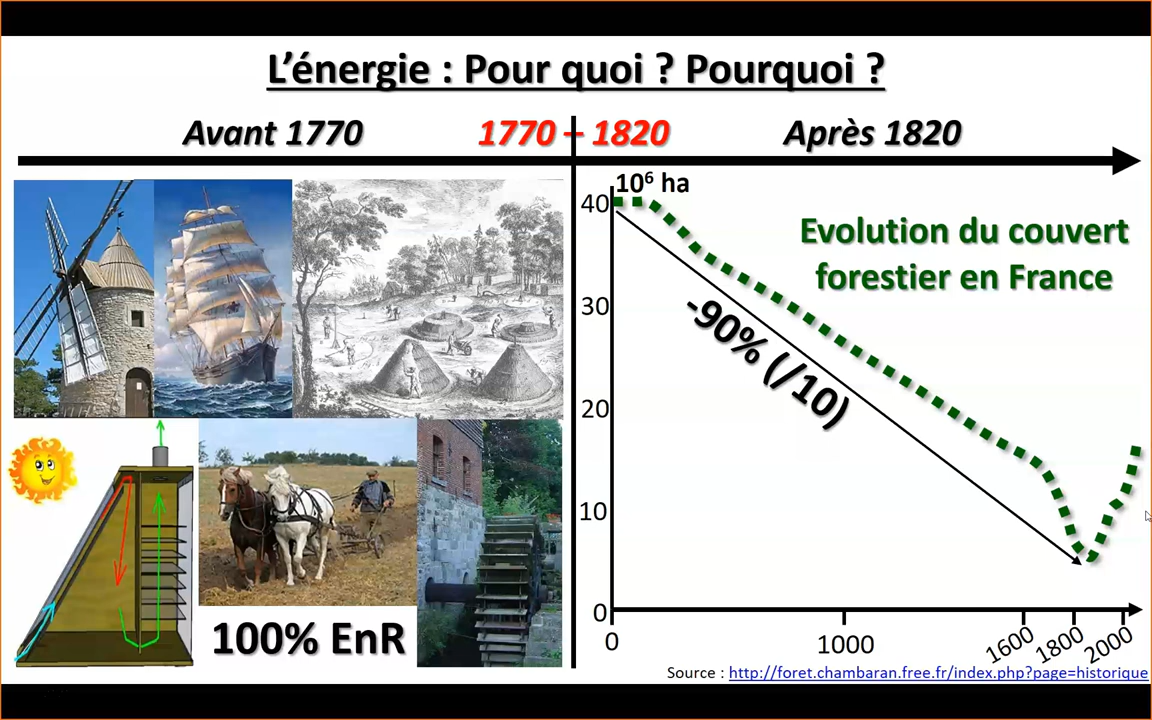 L’énergie : Pour quoi ? Pourquoi ?
Avant 1770
1770 – 1820
Après 1820
10⁶ ha
40
30
20
10
0
Evolution du couvert
forestier en France
-90% (/10)
0
1000
1600
1800
2000
100% EnR
Source : http://foret.chambaran.free.fr/index.php?page=historique